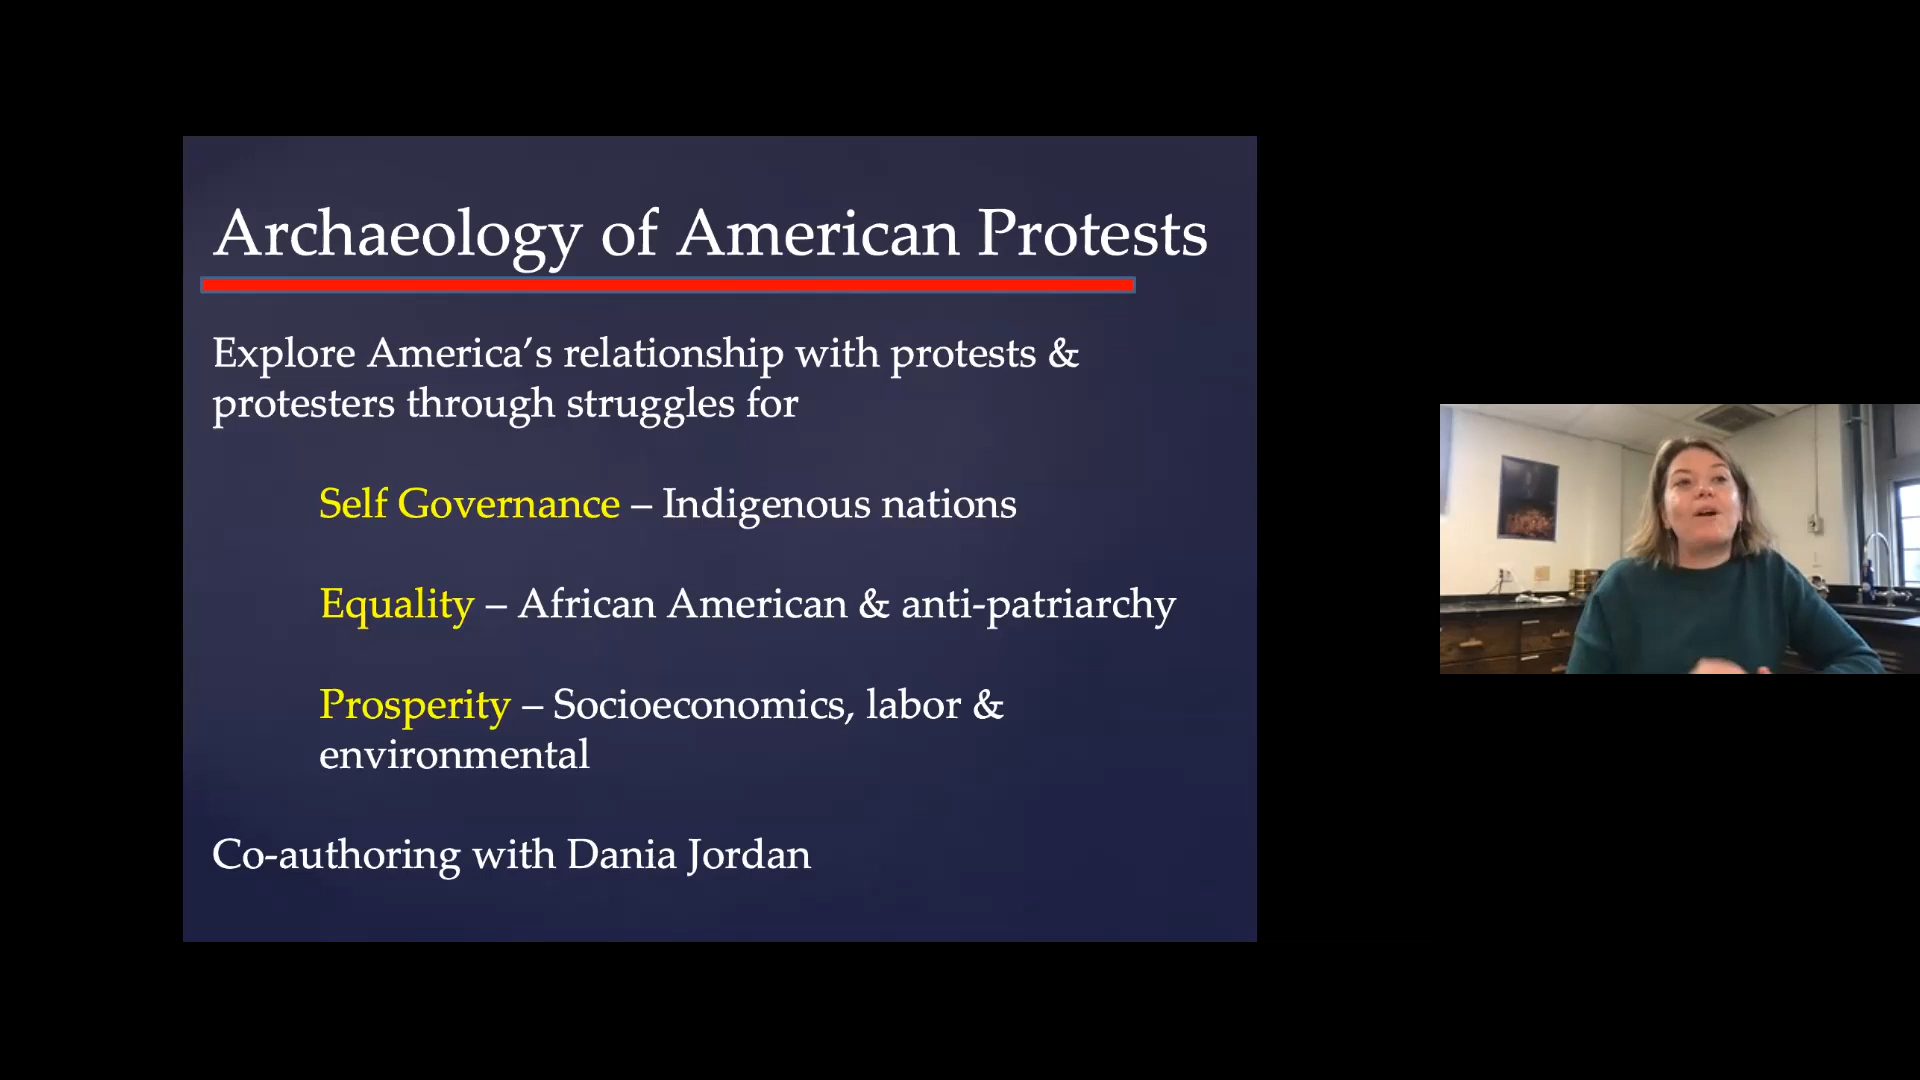 Archaeology of American Protests
Explore America’s relationship with protests &
protesters through struggles for
Self Governance – Indigenous nations
Equality – African American & anti-patriarchy
Prosperity – Socioeconomics, labor &
environmental
Co-authoring with Dania Jordan